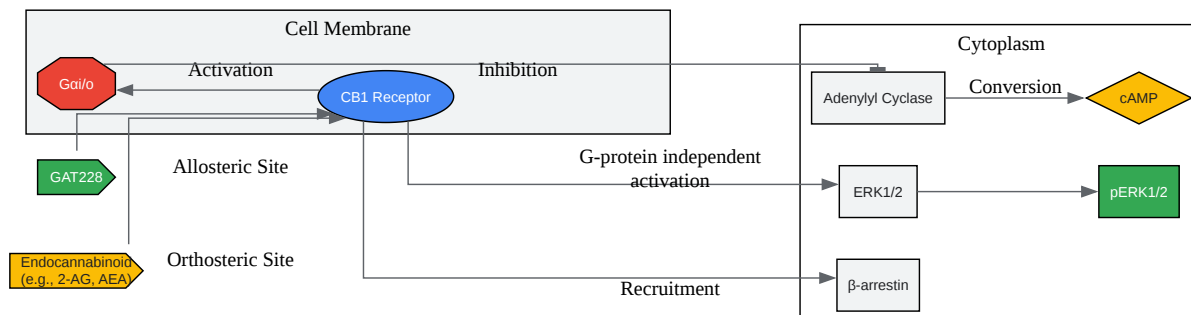 Cell Membrane
Cytoplasm
Activation
Inhibition
Gαi/o
CB1 Receptor
Adenylyl Cyclase
Conversion
cAMP
Allosteric Site
GAT228
G-protein independent
activation
ERK1/2
pERK1/2
Orthosteric Site
Endocannabinoid
(e.g., 2-AG, AEA)
Recruitment
β-arrestin